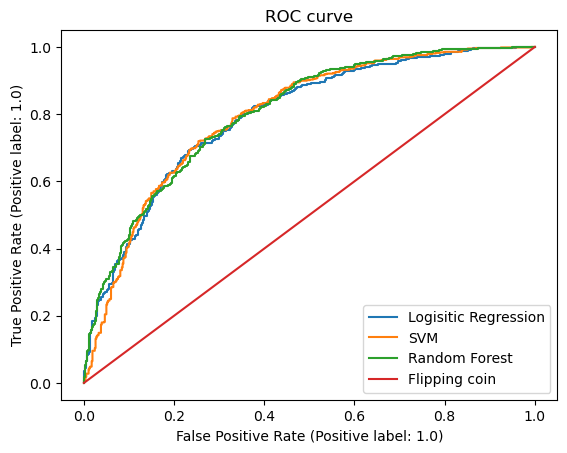 ROC curve
True Positive Rate (Positive label: 1.0)
1.0
0.8
0.6
0.4
0.2
0.0
Logisitic Regression
SVM
Random Forest
Flipping coin
0.0 0.2 0.4 0.6 0.8 1.0
False Positive Rate (Positive label: 1.0)